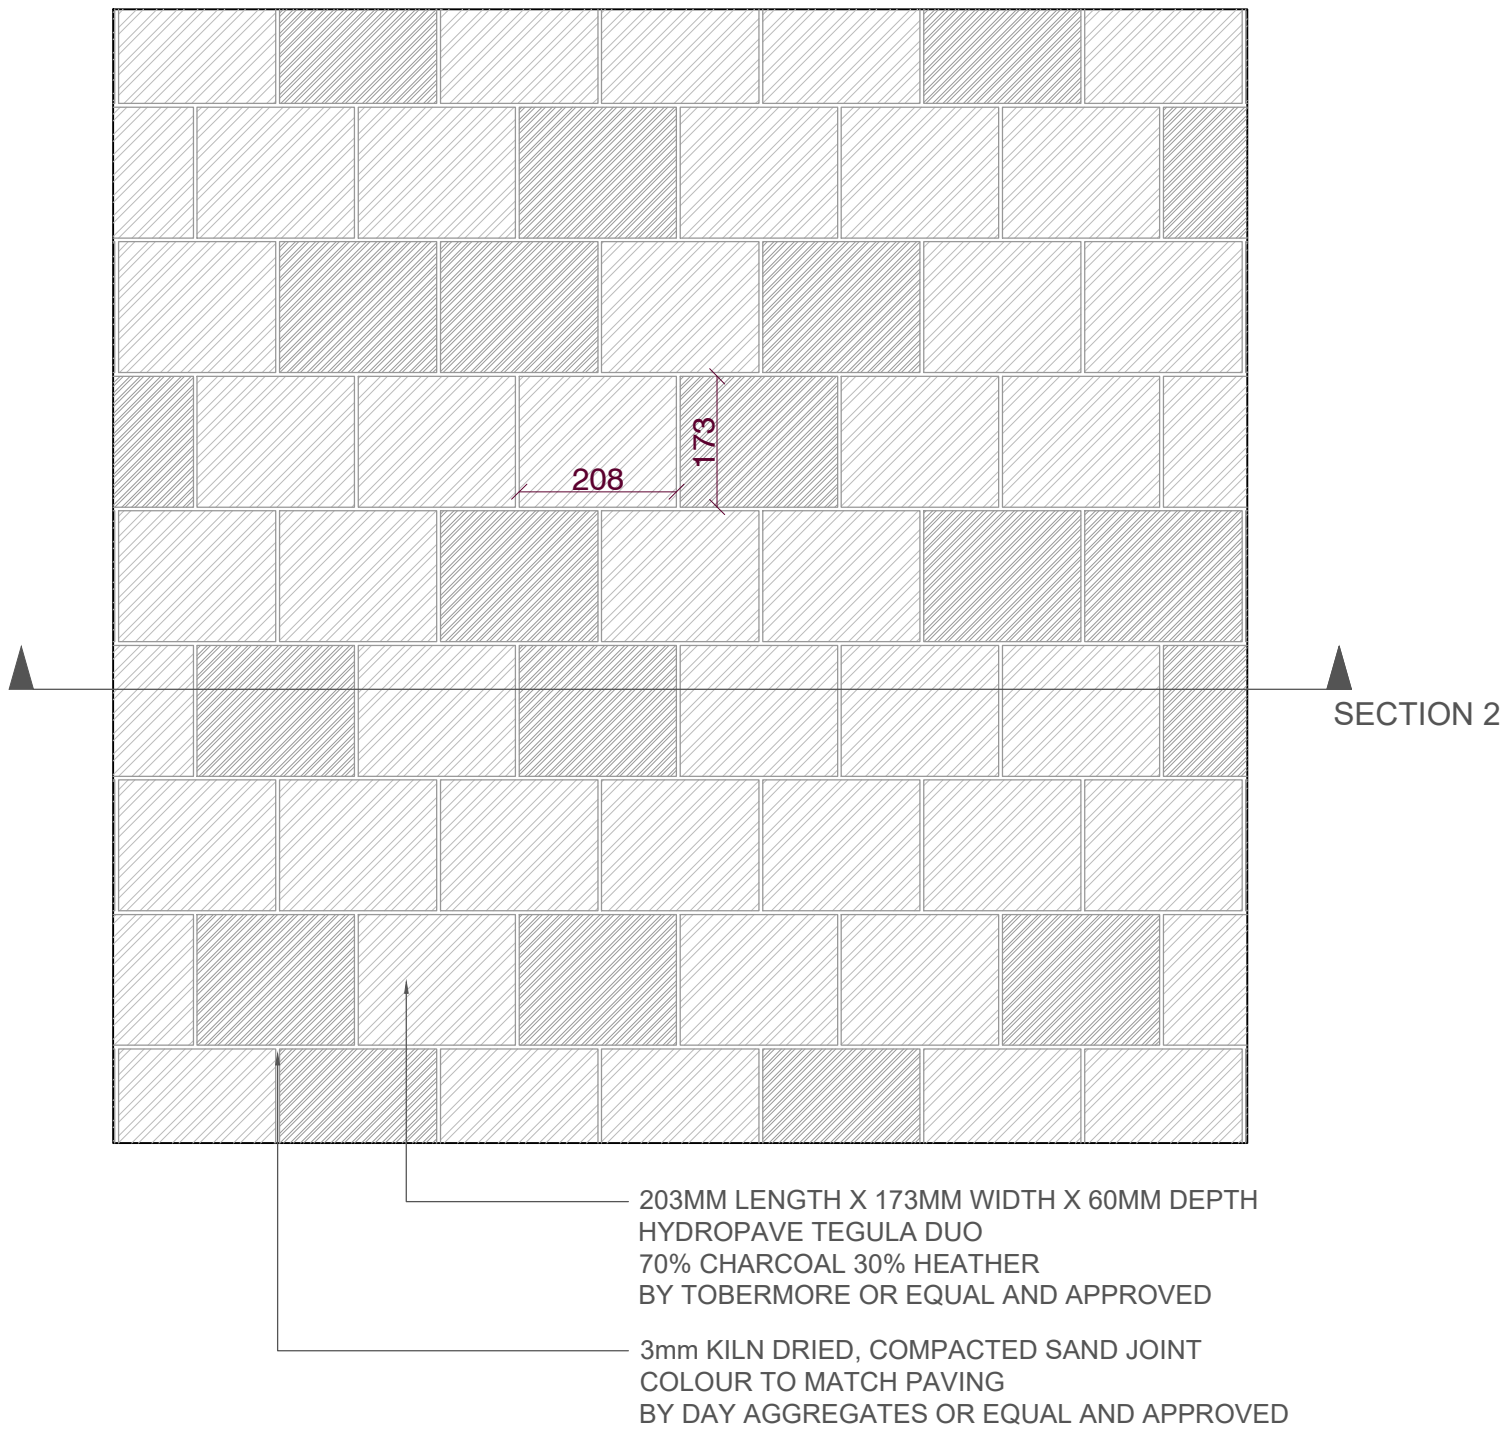 173
208
SECTION 2
203MM LENGTH X 173MM WIDTH X 60MM DEPTH
HYDROPAVE TEGULA DUO
70% CHARCOAL 30% HEATHER
BY TOBERMORE OR EQUAL AND APPROVED
3mm KILN DRIED, COMPACTED SAND JOINT
COLOUR TO MATCH PAVING
BY DAY AGGREGATES OR EQUAL AND APPROVED